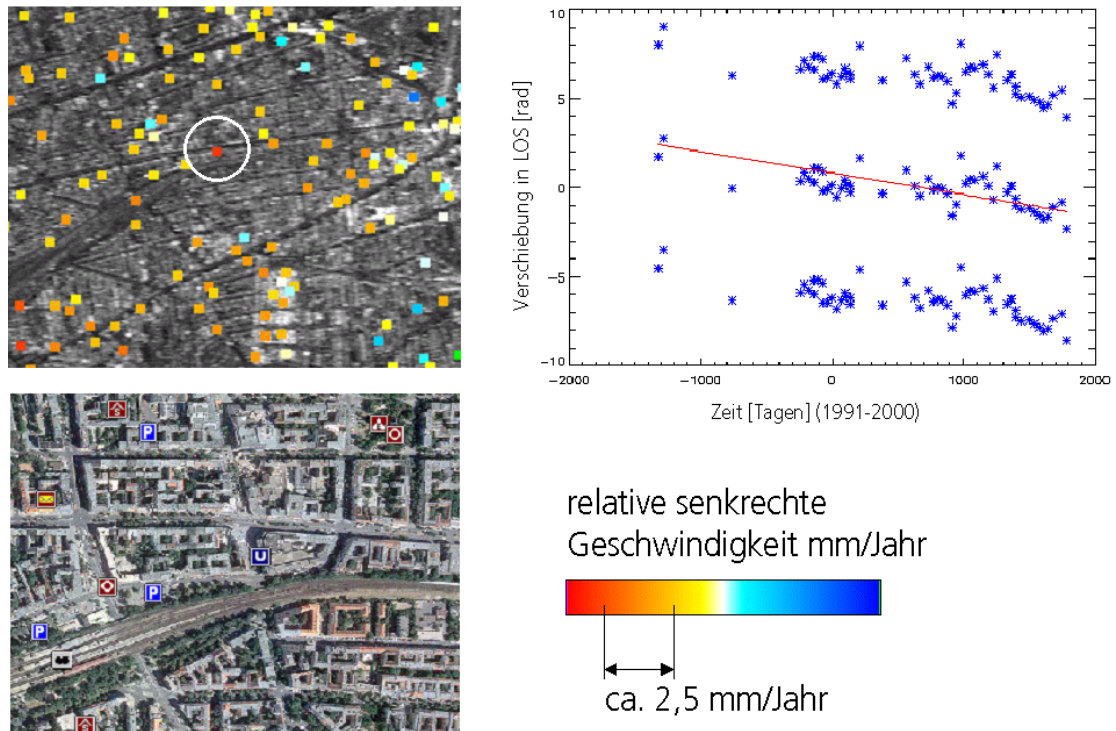 10
5
0
−5
−10
Verschiebung in LOS [rad]
−2000 −1000 0 1000 2000
Zeit [Tagen] (1991-2000)
P
P
U
P
relative senkrechte
Geschwindigkeit mm/Jahr
ca. 2,5 mm/Jahr